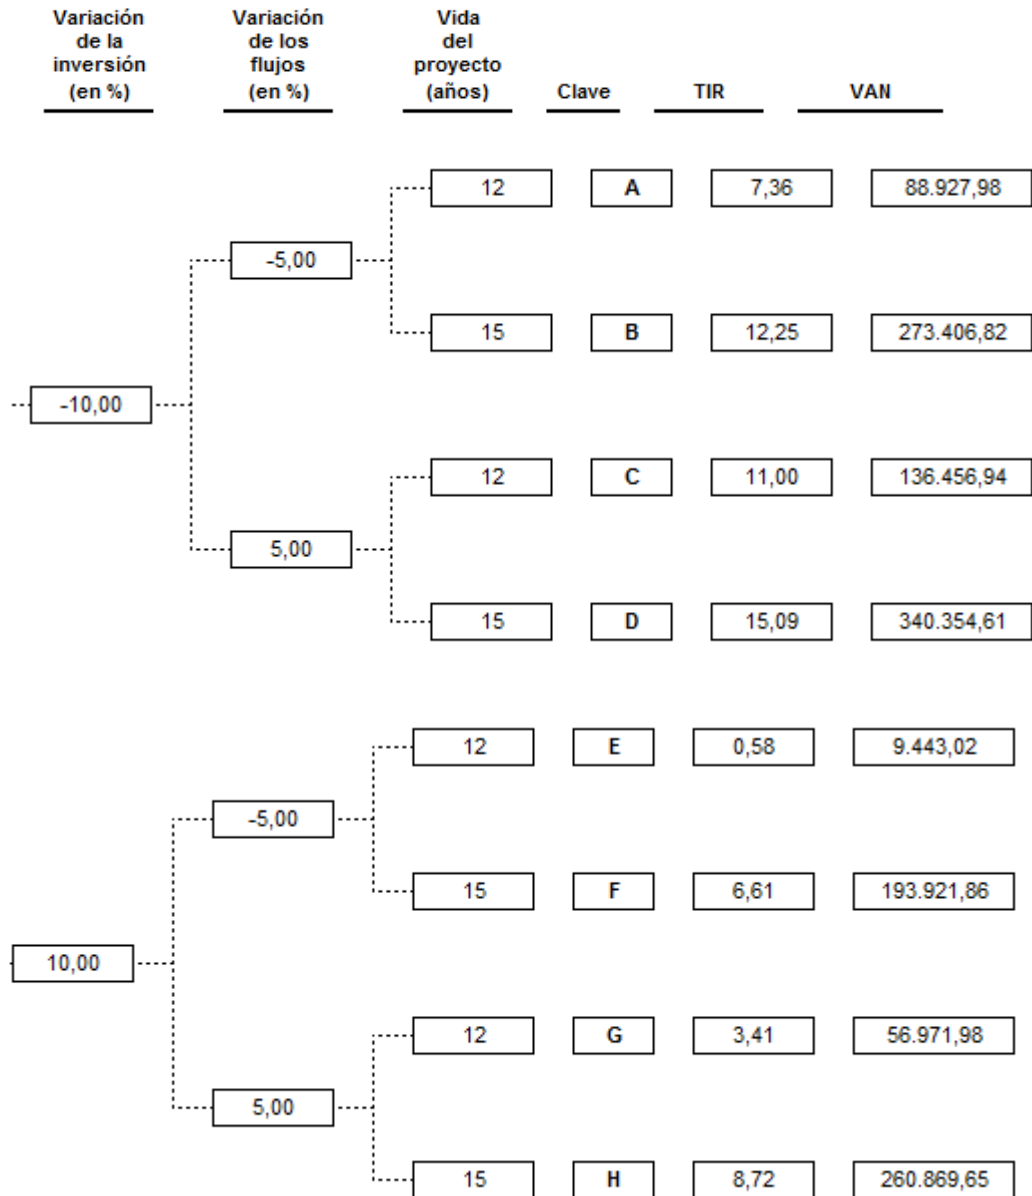 Variación de la inversión (en %)
Variación de los flujos (en %)
Vida del proyecto (años)
Clave
TIR
VAN
12 A 7,36 88.927,98
-5,00
15 B 12,25 273.406,82
-10,00
12 C 11,00 136.456,94
5,00
15 D 15,09 340.354,61
12 E 0,58 9.443,02
-5,00
15 F 6,61 193.921,86
10,00
12 G 3,41 56.971,98
5,00
15 H 8,72 260.869,65